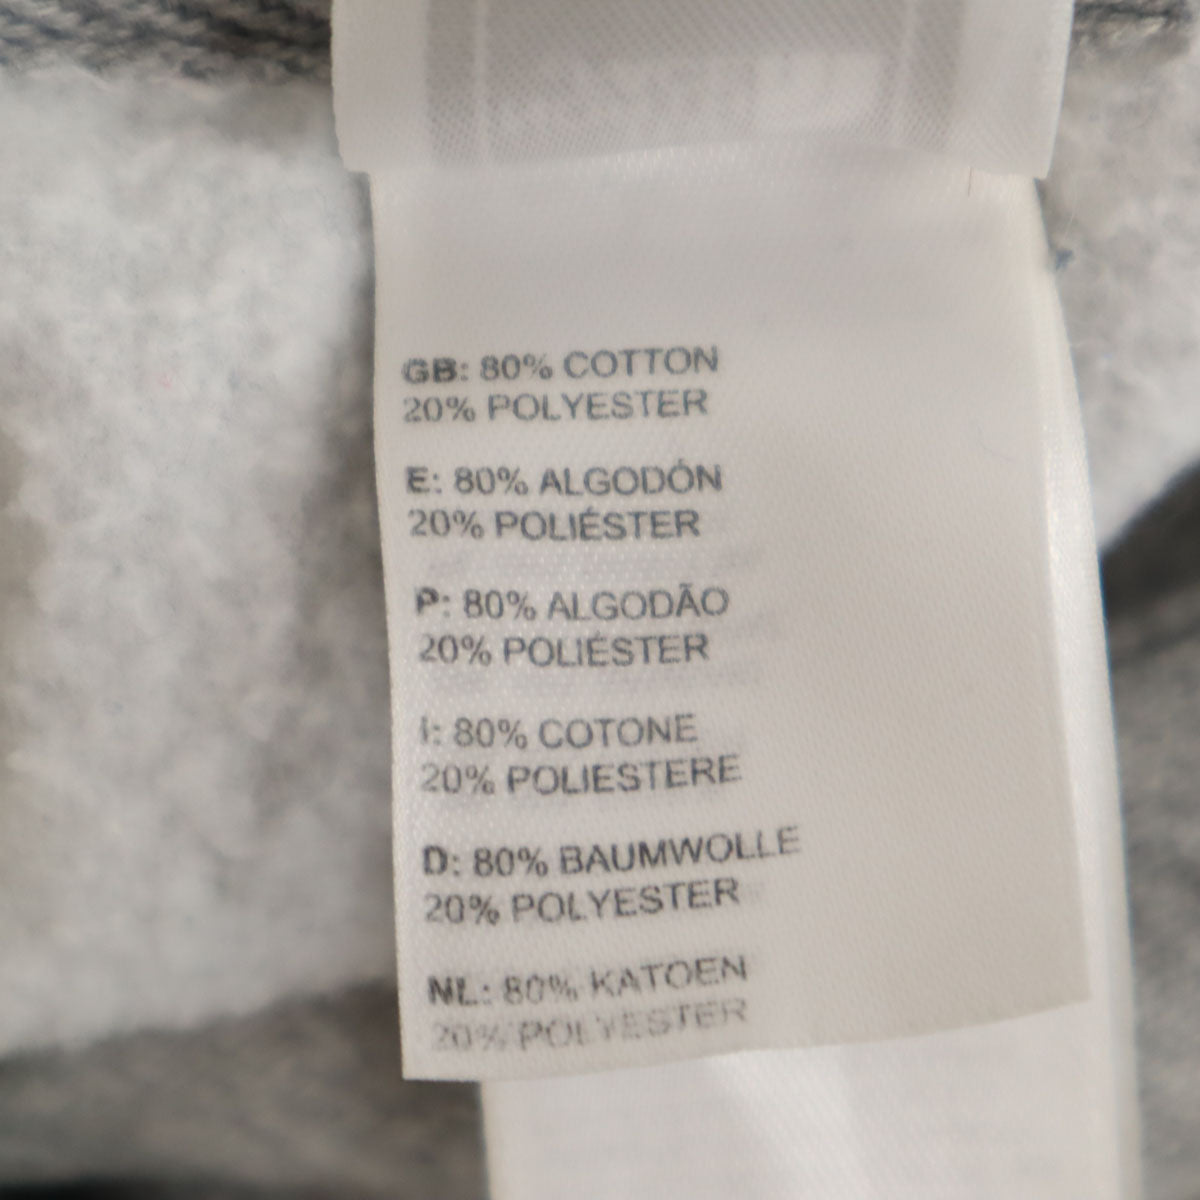 GB: 80% COTTON
20% POLYESTER
E: 80% ALGODÓN
20% POLIÉSTER
P: 80% ALGODÃO
20% POLIÉSTER
I: 80% COTONE
20% POLIESTERE
D: 80% BAUMWOLLE
20% POLYESTER
NL: 80% KATOEN
20% POLYESTER